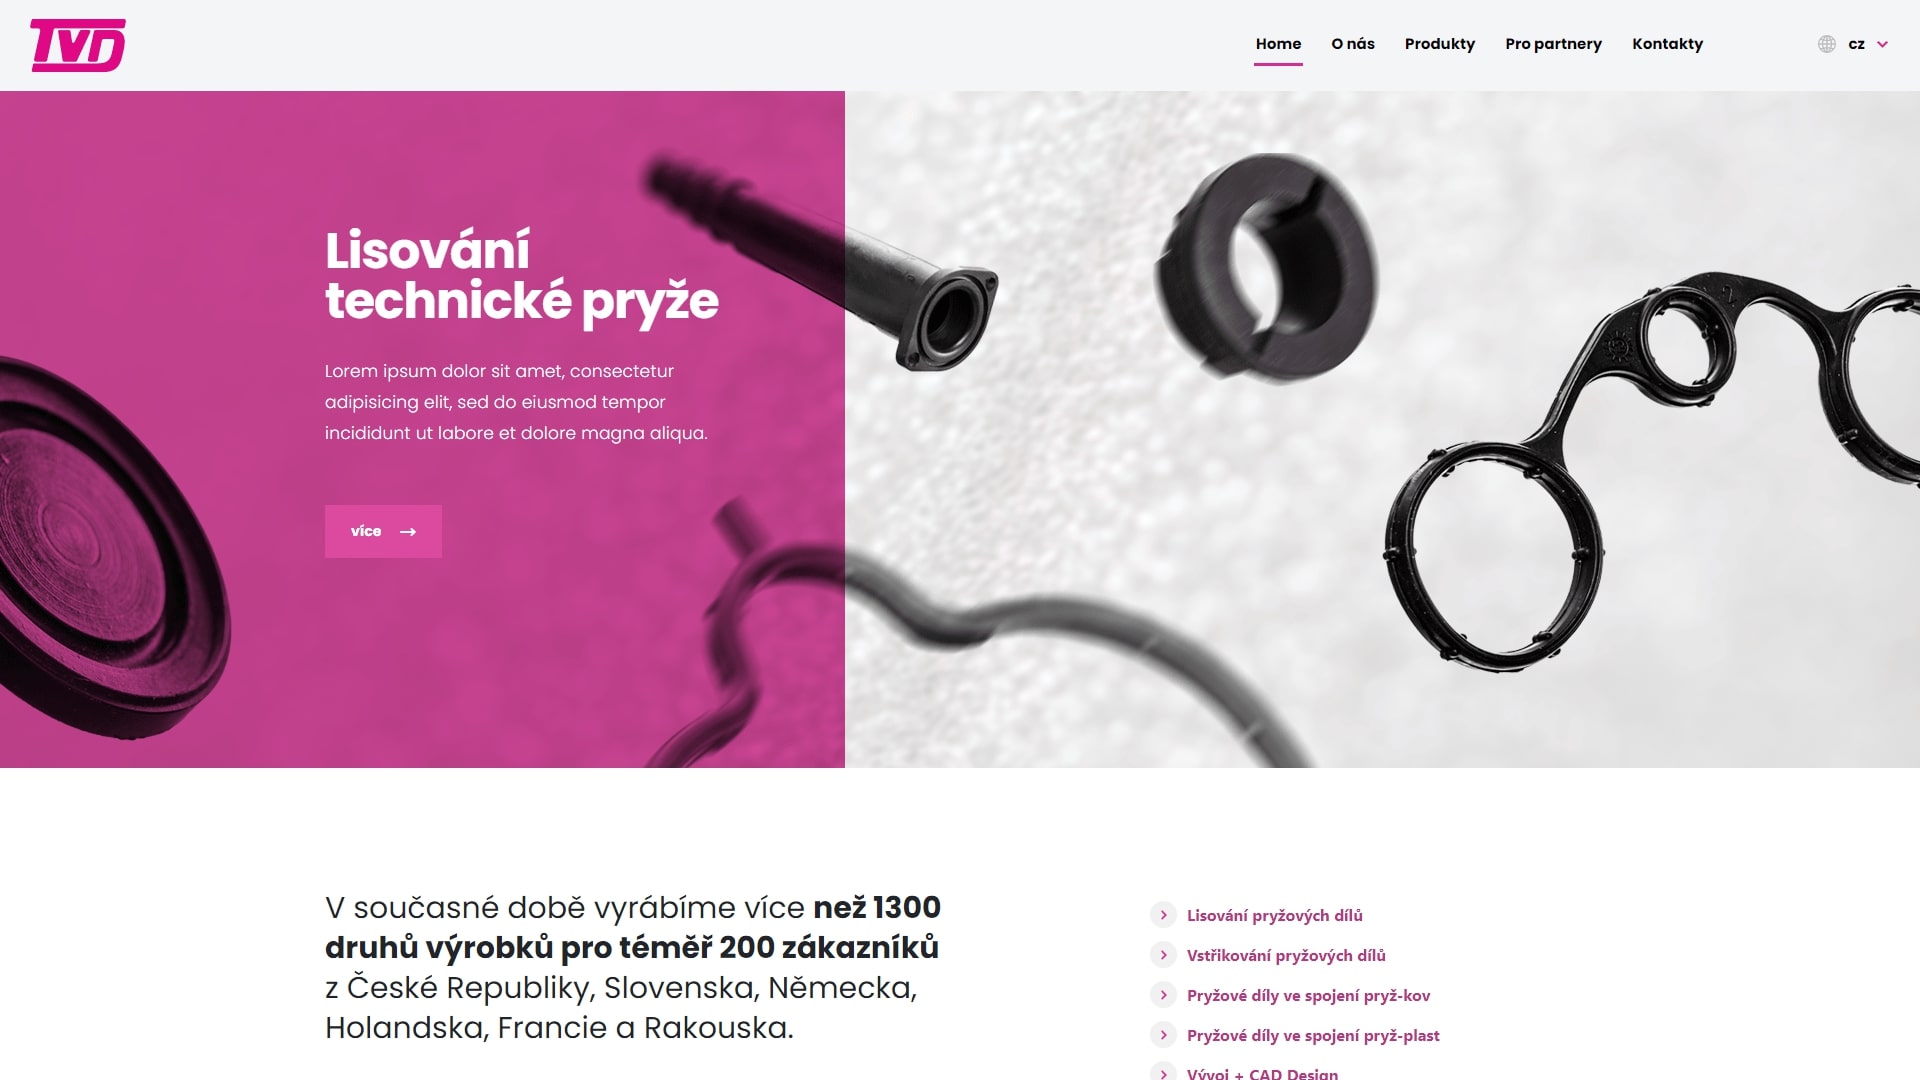 TVD
Home
O nás
Produkty
Pro partnery
Kontakty
cz
Lisování
technické pryže
Lorem ipsum dolor sit amet, consectetur
adipisicing elit, sed do eiusmod tempor
incididunt ut labore et dolore magna aliqua.
více
V současné době vyrábíme více než 1300
druhů výrobků pro téměř 200 zákazníků
z České Republiky, Slovenska, Německa,
Holandska, Francie a Rakouska.
Lisování pryžových dílů
Vstřikování pryžových dílů
Pryžové díly ve spojení pryž-kov
Pryžové díly ve spojení pryž-plast
Vývoj + CAD Design